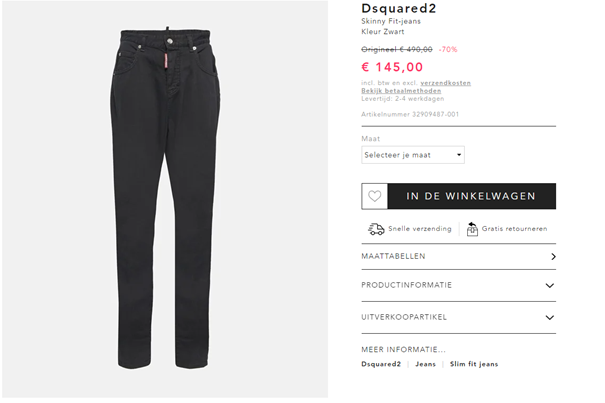 Dsquared2
Skinny Fit-jeans
Kleur Zwart
Origineel € 490,00 -70%
€ 145,00
incl. btw en excl. verzendkosten
Bekijk betaalmethoden
Levertijd: 2-4 werkdagen
Artikelnummer 32909487-001
Maat
Selecteer je maat
IN DE WINKELWAGEN
Snelle verzending
Gratis retourneren
MAATTABELLEN
PRODUCTINFORMATIE
UITVERKOOPARTIKEL
MEER INFORMATIE...
Dsquared2 | Jeans | Slim fit jeans